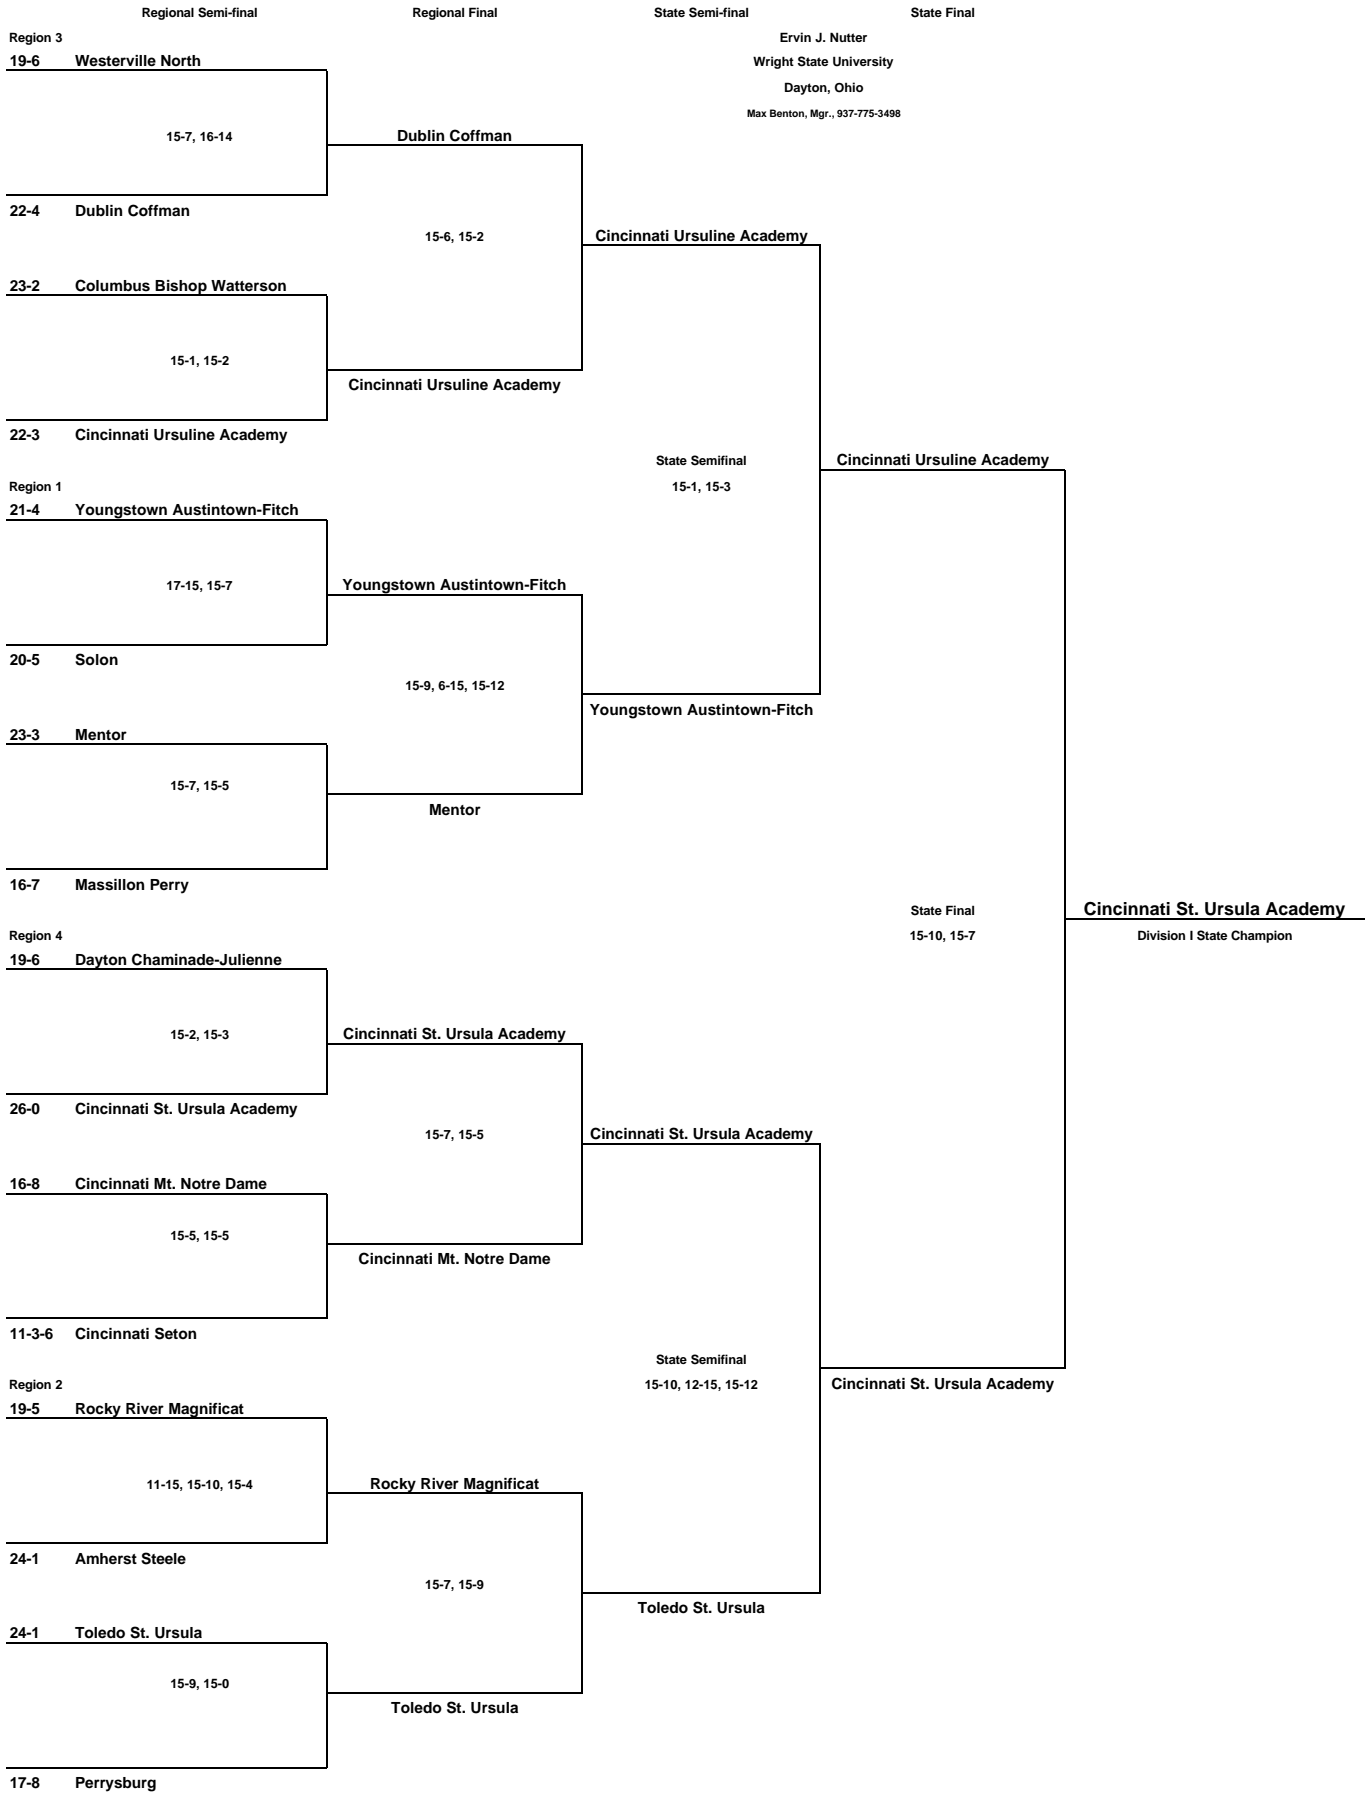 Regional Semi-final Regional Final State Semi-final State Final
Region 3 Ervin J. Nutter
19-6 Westerville North Wright State University
Dayton, Ohio
Max Benton, Mgr., 937-775-3498
15-7, 16-14 Dublin Coffman
22-4 Dublin Coffman
15-6, 15-2 Cincinnati Ursuline Academy
23-2 Columbus Bishop Watterson
15-1, 15-2
Cincinnati Ursuline Academy
22-3 Cincinnati Ursuline Academy
State Semifinal Cincinnati Ursuline Academy
Region 1 15-1, 15-3
21-4 Youngstown Austintown-Fitch
17-15, 15-7 Youngstown Austintown-Fitch
20-5 Solon
15-9, 6-15, 15-12
Youngstown Austintown-Fitch
23-3 Mentor
15-7, 15-5
Mentor
16-7 Massillon Perry
State Final Cincinnati St. Ursula Academy
Region 4 15-10, 15-7 Division I State Champion
19-6 Dayton Chaminade-Julienne
15-2, 15-3 Cincinnati St. Ursula Academy
26-0 Cincinnati St. Ursula Academy
15-7, 15-5 Cincinnati St. Ursula Academy
16-8 Cincinnati Mt. Notre Dame
15-5, 15-5
Cincinnati Mt. Notre Dame
11-3-6 Cincinnati Seton
State Semifinal
Region 2 15-10, 12-15, 15-12 Cincinnati St. Ursula Academy
19-5 Rocky River Magnificat
11-15, 15-10, 15-4 Rocky River Magnificat
24-1 Amherst Steele
15-7, 15-9
Toledo St. Ursula
24-1 Toledo St. Ursula
15-9, 15-0
Toledo St. Ursula
17-8 Perrysburg